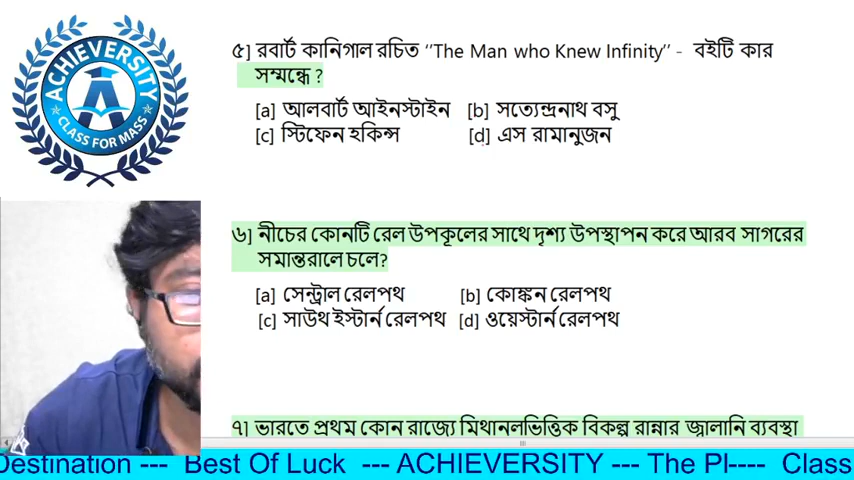 ACHIEVERSITY
CLASS FOR MASS
৫] রবার্ট কানিগাল রচিত ‘‘The Man who Knew Infinity’’ - বইটি কার
সম্মন্ধে ?
[a] আলবার্ট আইনস্টাইন [b] সত্যেন্দ্রনাথ বসু
[c] স্টিফেন হকিন্স [d] এস রামানুজন
৬] নীচের কোনটি রেল উপকূলের সাথে দৃশ্য উপস্থাপন করে আরব সাগরের
সমান্তরালে চলে?
[a] সেন্ট্রাল রেলপথ [b] কোঙ্কন রেলপথ
[c] সাউথ ইস্টার্ন রেলপথ [d] ওয়েস্টার্ন রেলপথ
৭] ভারতে প্রথম কোন রাজ্যে মিথানলভিত্তিক বিকল্প রান্নার জ্বালানি ব্যবস্থা
Destination --- Best Of Luck --- ACHIEVERSITY --- The Pl---- Class